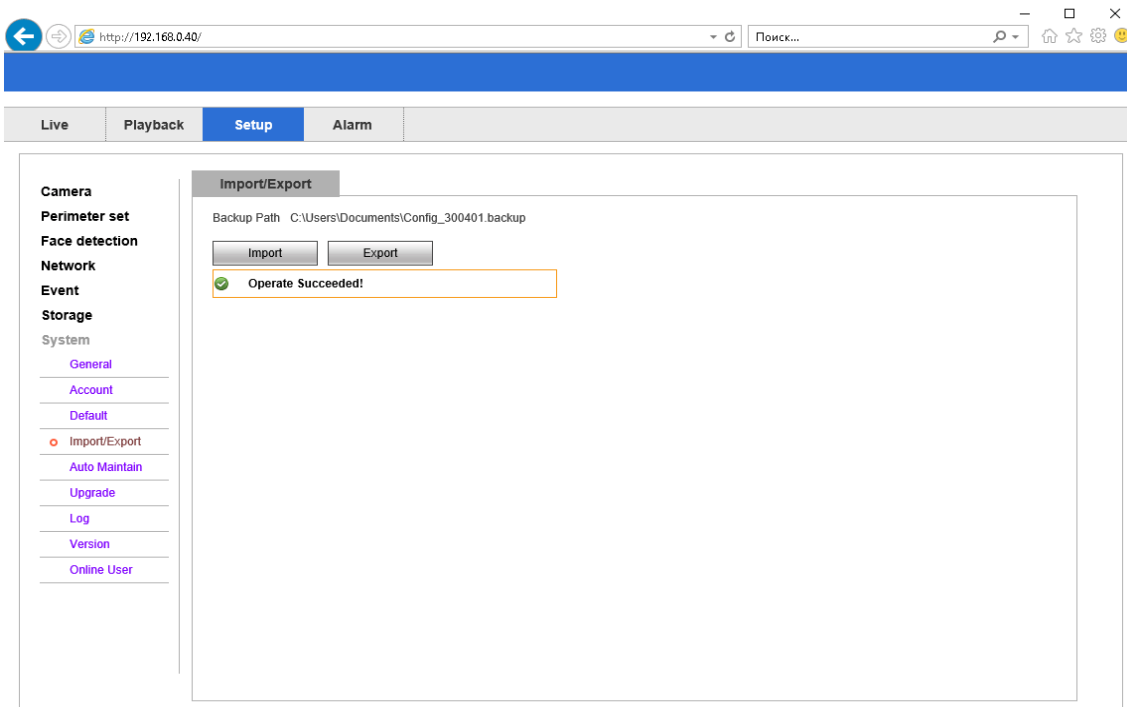 http://192.168.0.40/
Поиск...
Live Playback Setup Alarm
Import/Export
Camera
Perimeter set
Face detection
Network
Event
Storage
System
General
Account
Default
Import/Export
Auto Maintain
Upgrade
Log
Version
Online User
Backup Path C:\Users\Documents\Config_300401.backup
Import Export
Operate Succeeded!